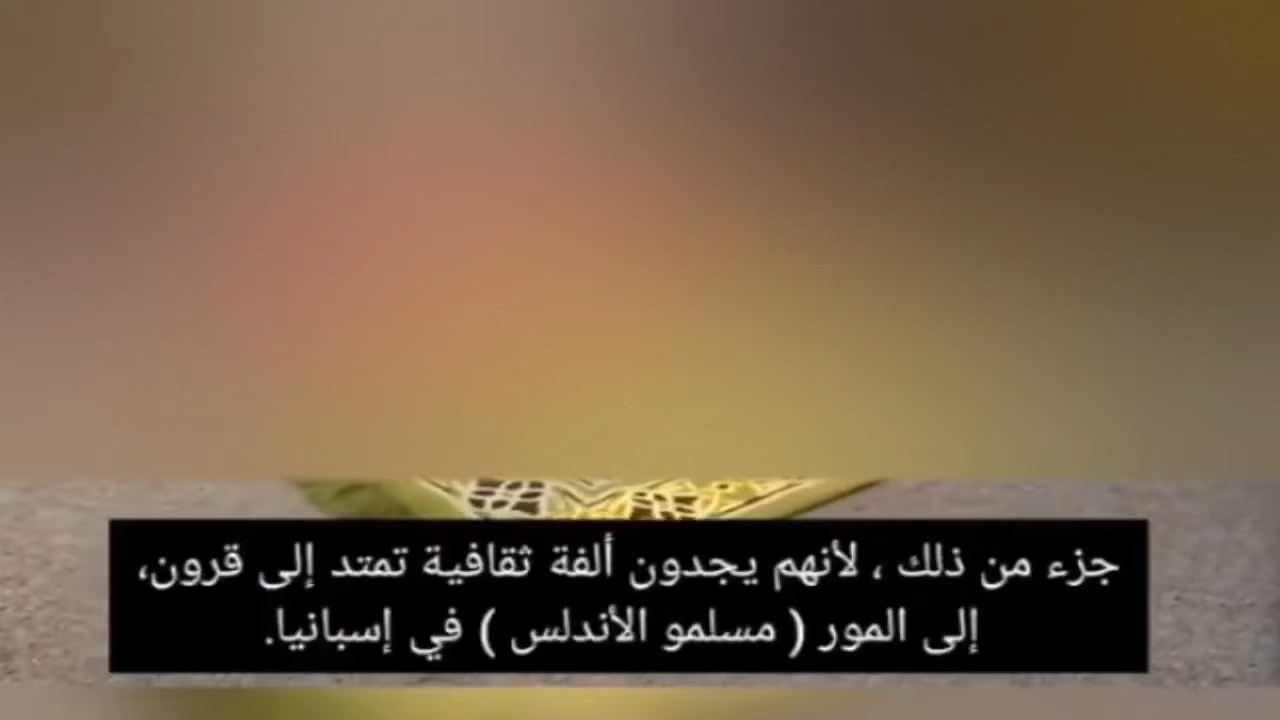 جزء من ذلك ، لأنهم يجدون ألفة ثقافية تمتد إلى قرون،
إلى المور ( مسلمو الأندلس ) في إسبانيا.